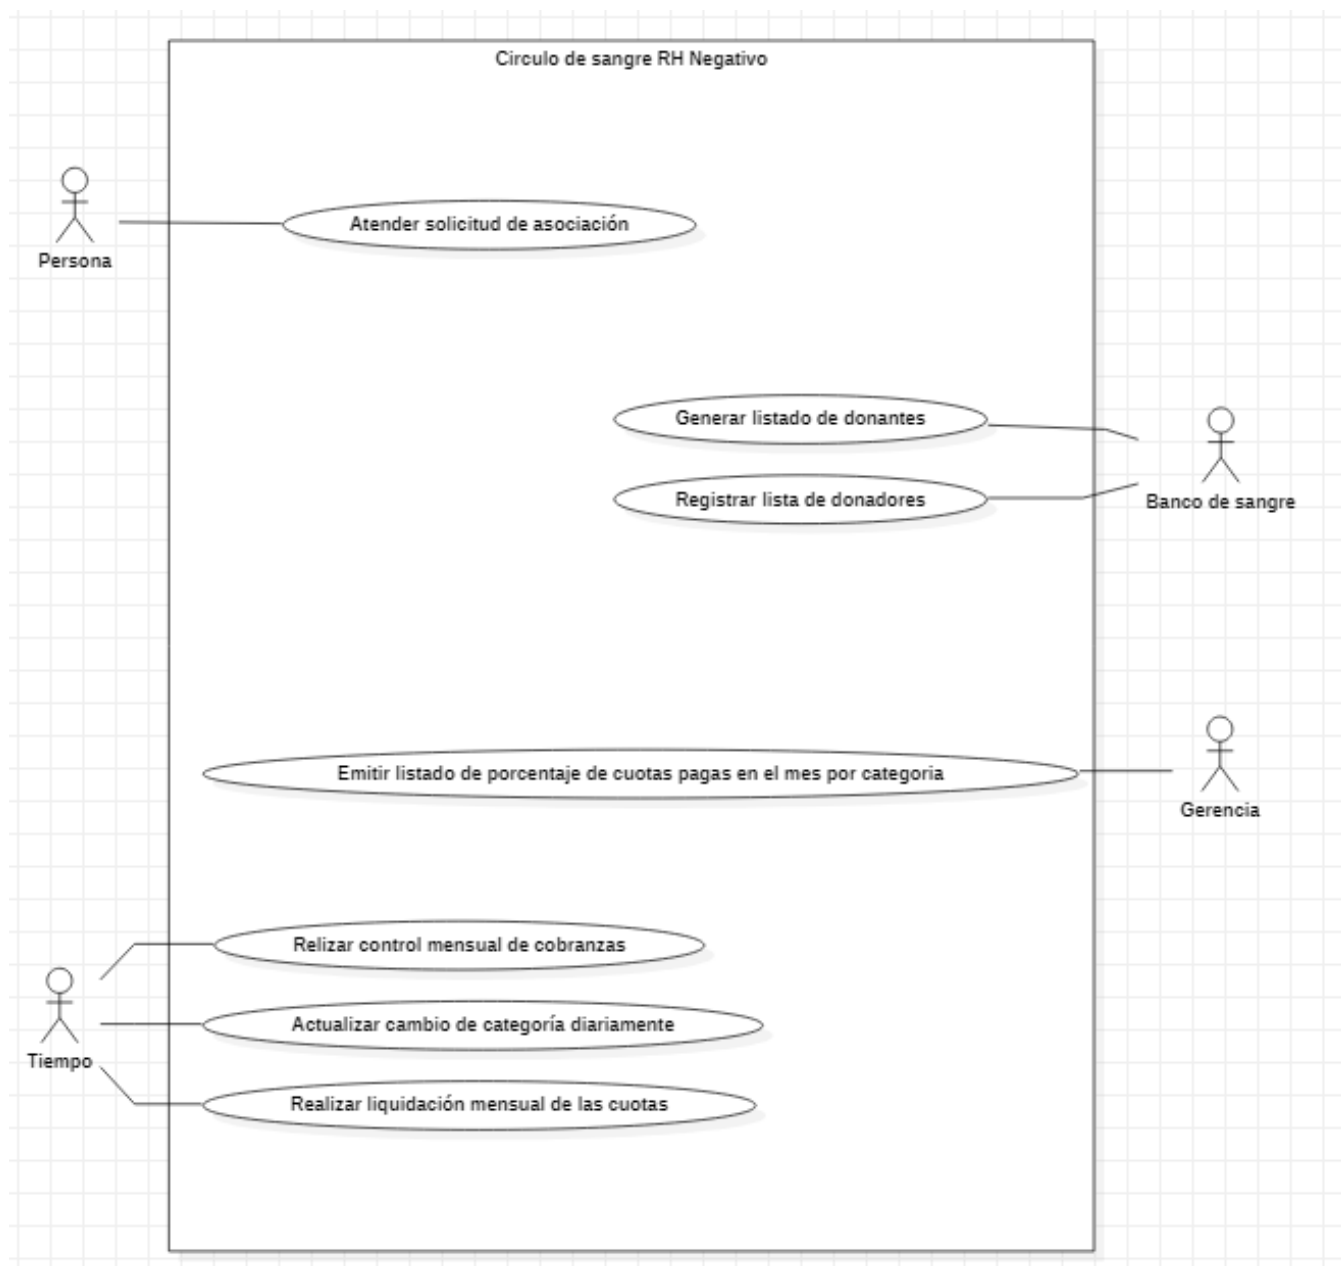 Circulo de sangre RH Negativo
Atender solicitud de asociación
Persona
Generar listado de donantes
Registrar lista de donadores
Banco de sangre
Emitir listado de porcentaje de cuotas pagas en el mes por categoria
Gerencia
Relizar control mensual de cobranzas
Actualizar cambio de categoría diariamente
Tiempo
Realizar liquidación mensual de las cuotas